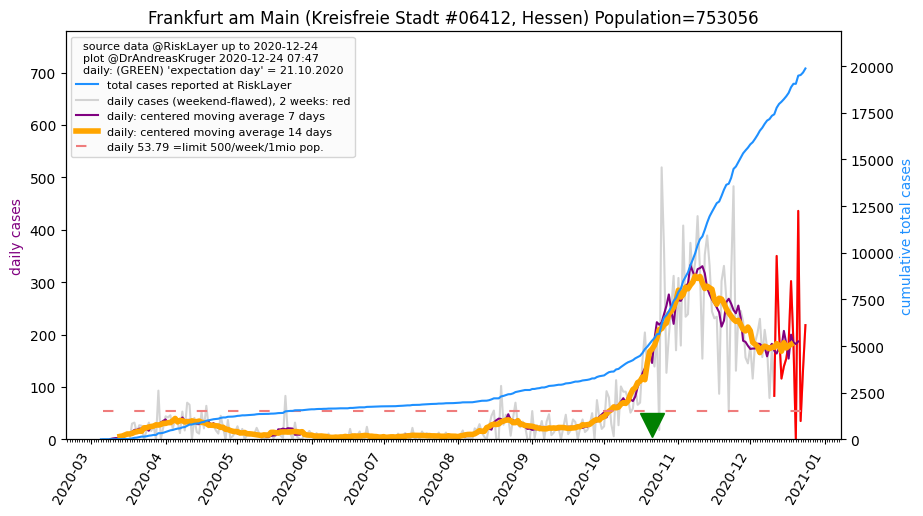 Frankfurt am Main (Kreisfreie Stadt #06412, Hessen) Population=753056
source data @RiskLayer up to 2020-12-24
plot @DrAndreasKruger 2020-12-24 07:47
daily: (GREEN) 'expectation day' = 21.10.2020
total cases reported at RiskLayer
daily cases (weekend-flawed), 2 weeks: red
daily: centered moving average 7 days
daily: centered moving average 14 days
daily 53.79 =limit 500/week/1mio pop.
daily cases
700
600
500
400
300
200
100
0
cumulative total cases
20000
17500
15000
12500
10000
7500
5000
2500
0
2020-03
2020-04
2020-05
2020-06
2020-07
2020-08
2020-09
2020-10
2020-11
2020-12
2021-01